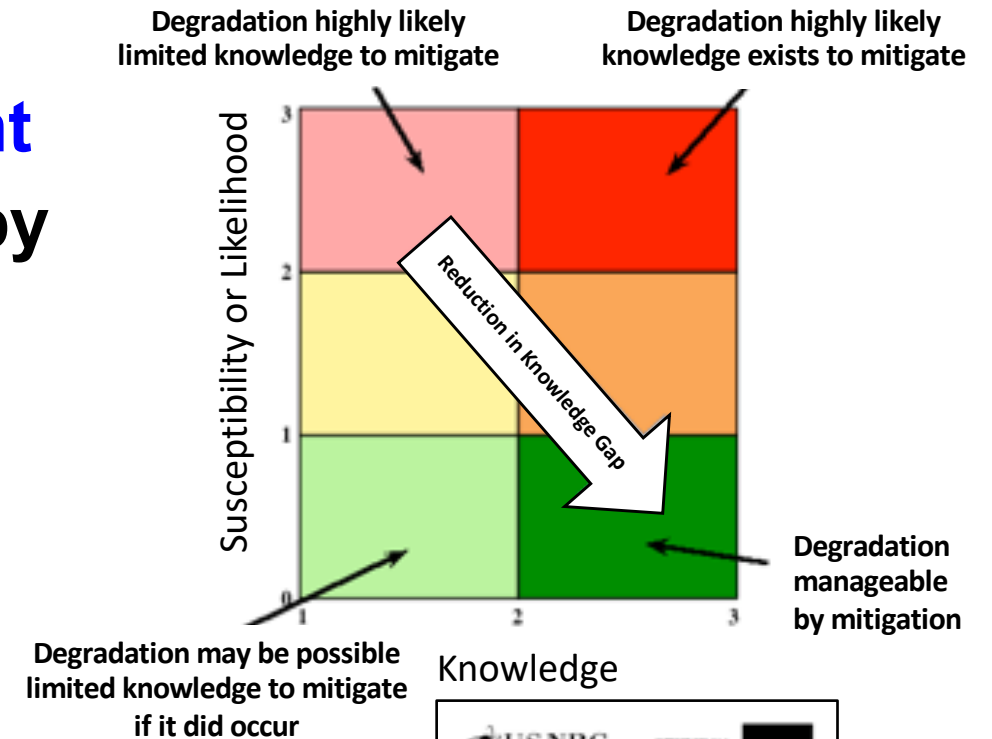 Degradation highly likely
limited knowledge to mitigate
Degradation highly likely
knowledge exists to mitigate
nt
by
Susceptibility or Likelihood
3
2
1
0
Reduction in Knowledge Gap
1
2
3
Degradation
manageable
by mitigation
Degradation may be possible
limited knowledge to mitigate
if it did occur
Knowledge